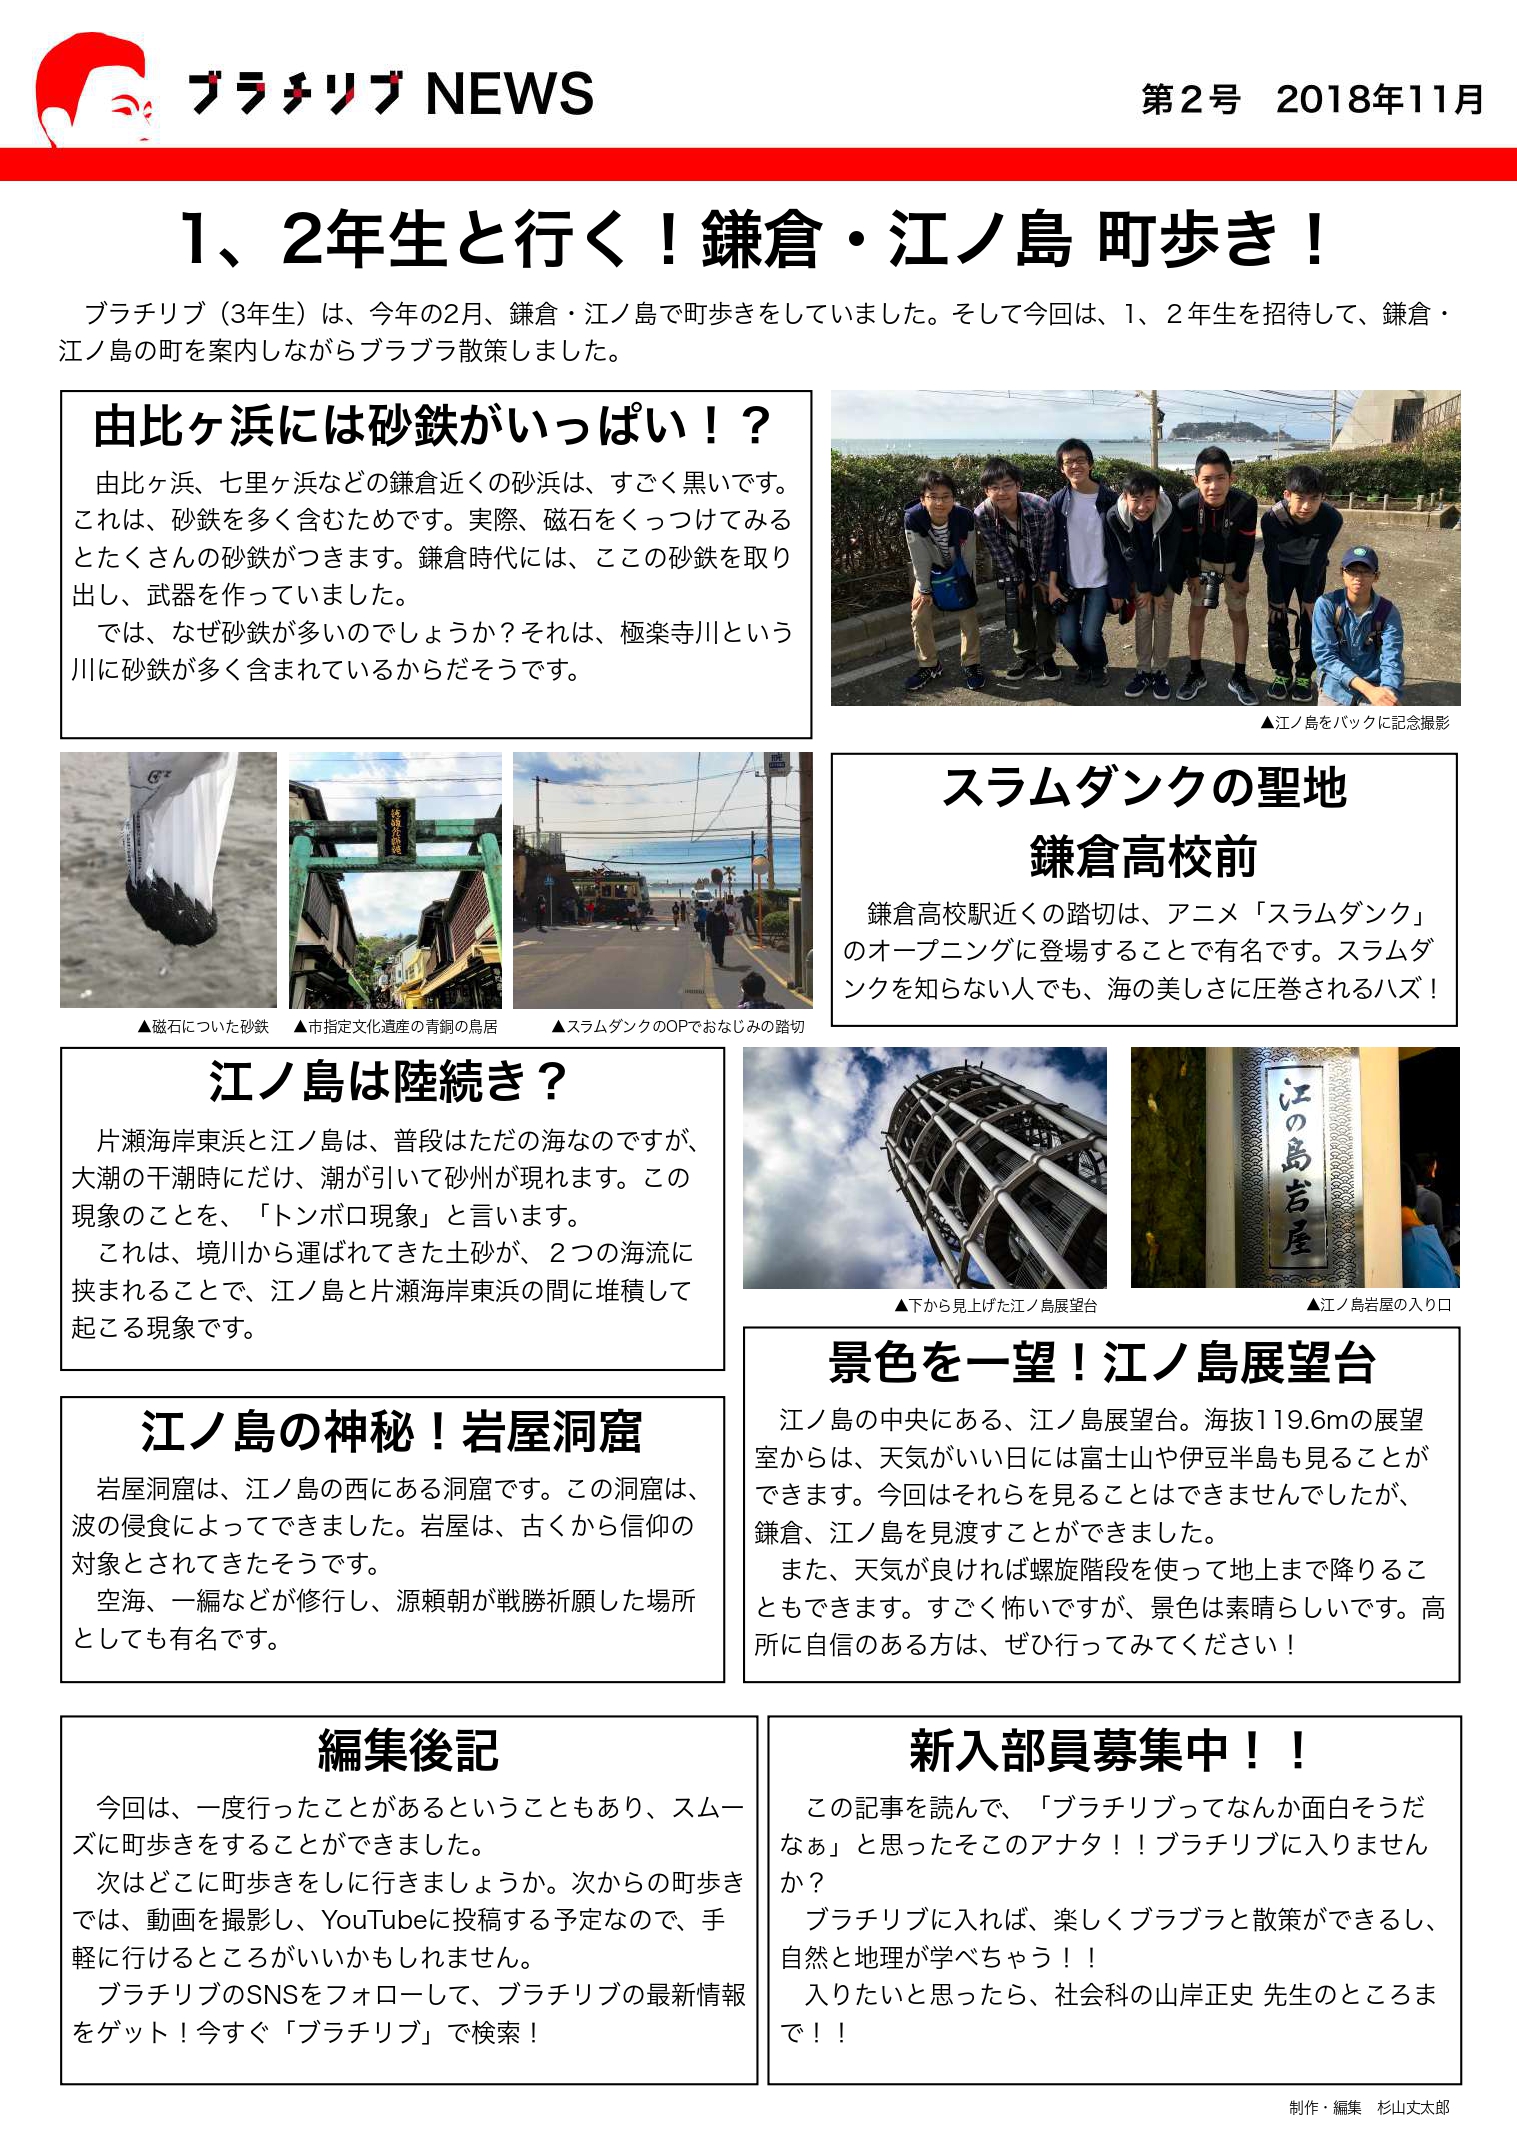 ブラチリブ NEWS
第２号　2018年11月
1、2年生と行く！鎌倉・江ノ島 町歩き！
ブラチリブ（3年生）は、今年の2月、鎌倉・江ノ島で町歩きをしていました。そして今回は、1、２年生を招待して、鎌倉・
江ノ島の町を案内しながらブラブラ散策しました。
由比ヶ浜には砂鉄がいっぱい！？
由比ヶ浜、七里ヶ浜などの鎌倉近くの砂浜は、すごく黒いです。
これは、砂鉄を多く含むためです。実際、磁石をくっつけてみる
とたくさんの砂鉄がつきます。鎌倉時代には、ここの砂鉄を取り
出し、武器を作っていました。
では、なぜ砂鉄が多いのでしょうか？それは、極楽寺川という
川に砂鉄が多く含まれているからだそうです。
▲江ノ島をバックに記念撮影
▲磁石についた砂鉄
▲市指定文化遺産の青銅の鳥居
▲スラムダンクのOPでおなじみの踏切
スラムダンクの聖地
鎌倉高校前
鎌倉高校駅近くの踏切は、アニメ「スラムダンク」
のオープニングに登場することで有名です。スラムダ
ンクを知らない人でも、海の美しさに圧巻されるハズ！
江ノ島は陸続き？
片瀬海岸東浜と江ノ島は、普段はただの海なのですが、
大潮の干潮時にだけ、潮が引いて砂州が現れます。この
現象のことを、「トンボロ現象」と言います。
これは、境川から運ばれてきた土砂が、２つの海流に
挟まれることで、江ノ島と片瀬海岸東浜の間に堆積して
起こる現象です。
江の島岩屋
▲下から見上げた江ノ島展望台
▲江ノ島岩屋の入り口
江ノ島の神秘！岩屋洞窟
岩屋洞窟は、江ノ島の西にある洞窟です。この洞窟は、
波の侵食によってできました。岩屋は、古くから信仰の
対象とされてきたそうです。
空海、一編などが修行し、源頼朝が戦勝祈願した場所
としても有名です。
景色を一望！江ノ島展望台
江ノ島の中央にある、江ノ島展望台。海抜119.6mの展望
室からは、天気がいい日には富士山や伊豆半島も見ることが
できます。今回はそれらを見ることはできませんでしたが、
鎌倉、江ノ島を見渡すことができました。
また、天気が良ければ螺旋階段を使って地上まで降りるこ
ともできます。すごく怖いですが、景色は素晴らしいです。高
所に自信のある方は、ぜひ行ってみてください！
編集後記
今回は、一度行ったことがあるということもあり、スムー
ズに町歩きをすることができました。
次はどこに町歩きをしに行きましょうか。次からの町歩き
では、動画を撮影し、YouTubeに投稿する予定なので、手
軽に行けるところがいいかもしれません。
ブラチリブのSNSをフォローして、ブラチリブの最新情報
をゲット！今すぐ「ブラチリブ」で検索！
新入部員募集中！！
この記事を読んで、「ブラチリブってなんか面白そうだ
なぁ」と思ったそこのアナタ！！ブラチリブに入りません
か？
ブラチリブに入れば、楽しくブラブラと散策ができるし、
自然と地理が学べちゃう！！
入りたいと思ったら、社会科の山岸正史 先生のところま
で！！
制作・編集　杉山丈太郎